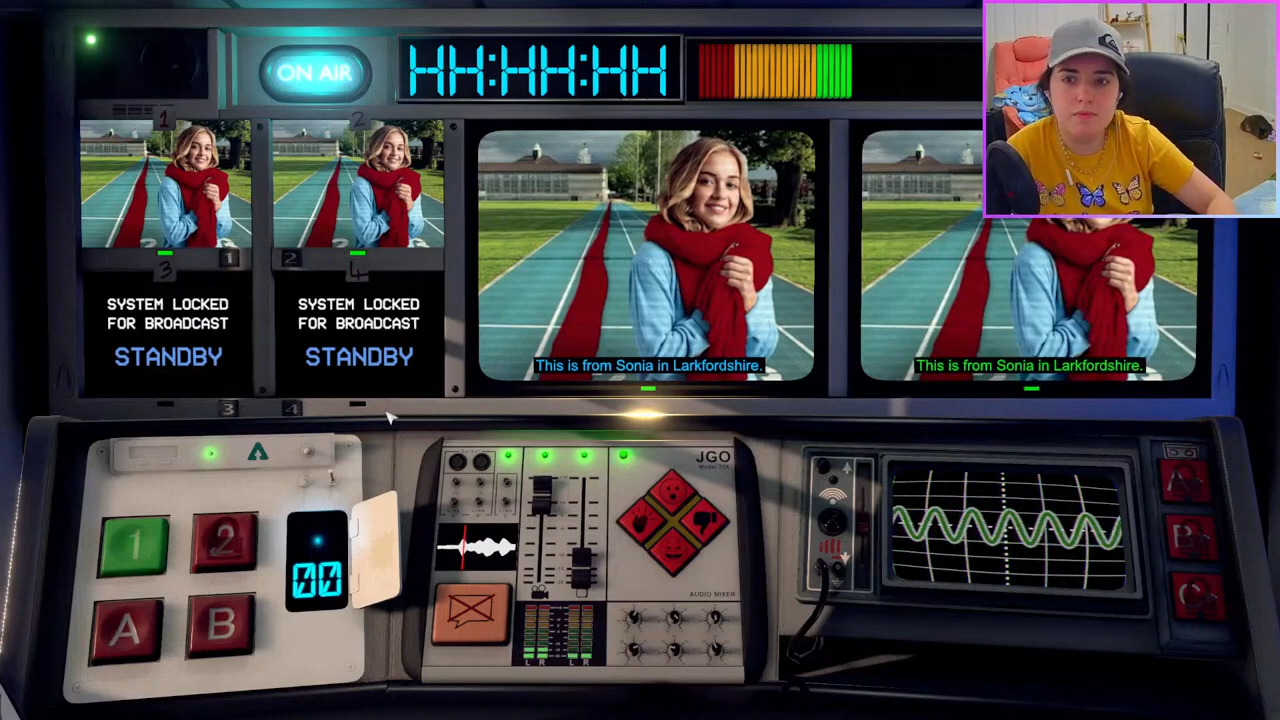 ON AIR
HH:HH:HH
1
2
This is from Sonia in Larkfordshire.
This is from Sonia in Larkfordshire.
3
1
2
4
SYSTEM LOCKED
FOR BROADCAST
STANDBY
SYSTEM LOCKED
FOR BROADCAST
STANDBY
3
4
JGO
1
2
00
A
B
AUDIO MIXER
L R
L R
A
B
C